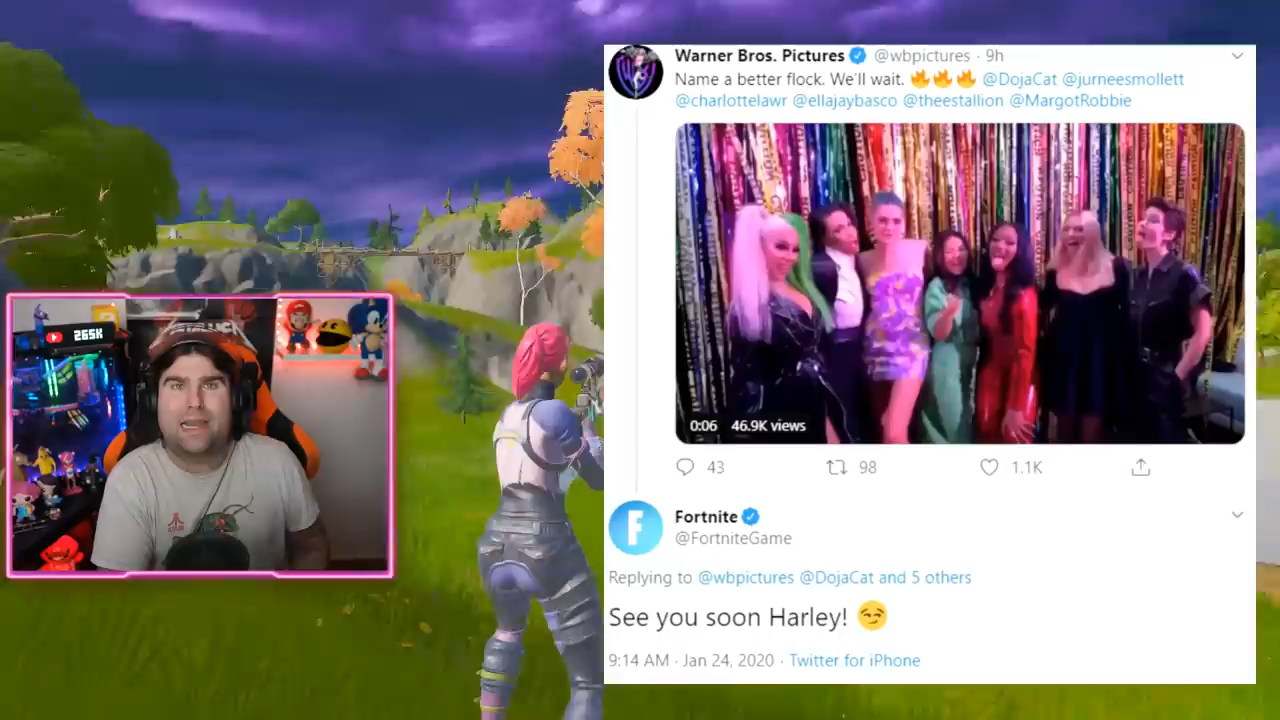 Warner Bros. Pictures @wbpictures · 9h
Name a better flock. We'll wait. 🔥🔥🔥 @DojaCat @jurneesmollett
@charlottelawr @ellajaybasco @theestallion @MargotRobbie
0:06 46.9K views
43 98 1.1K
Fortnite
@FortniteGame
Replying to @wbpictures @DojaCat and 5 others
See you soon Harley! 😏
9:14 AM · Jan 24, 2020 · Twitter for iPhone
265K
METALLICA
ATARI